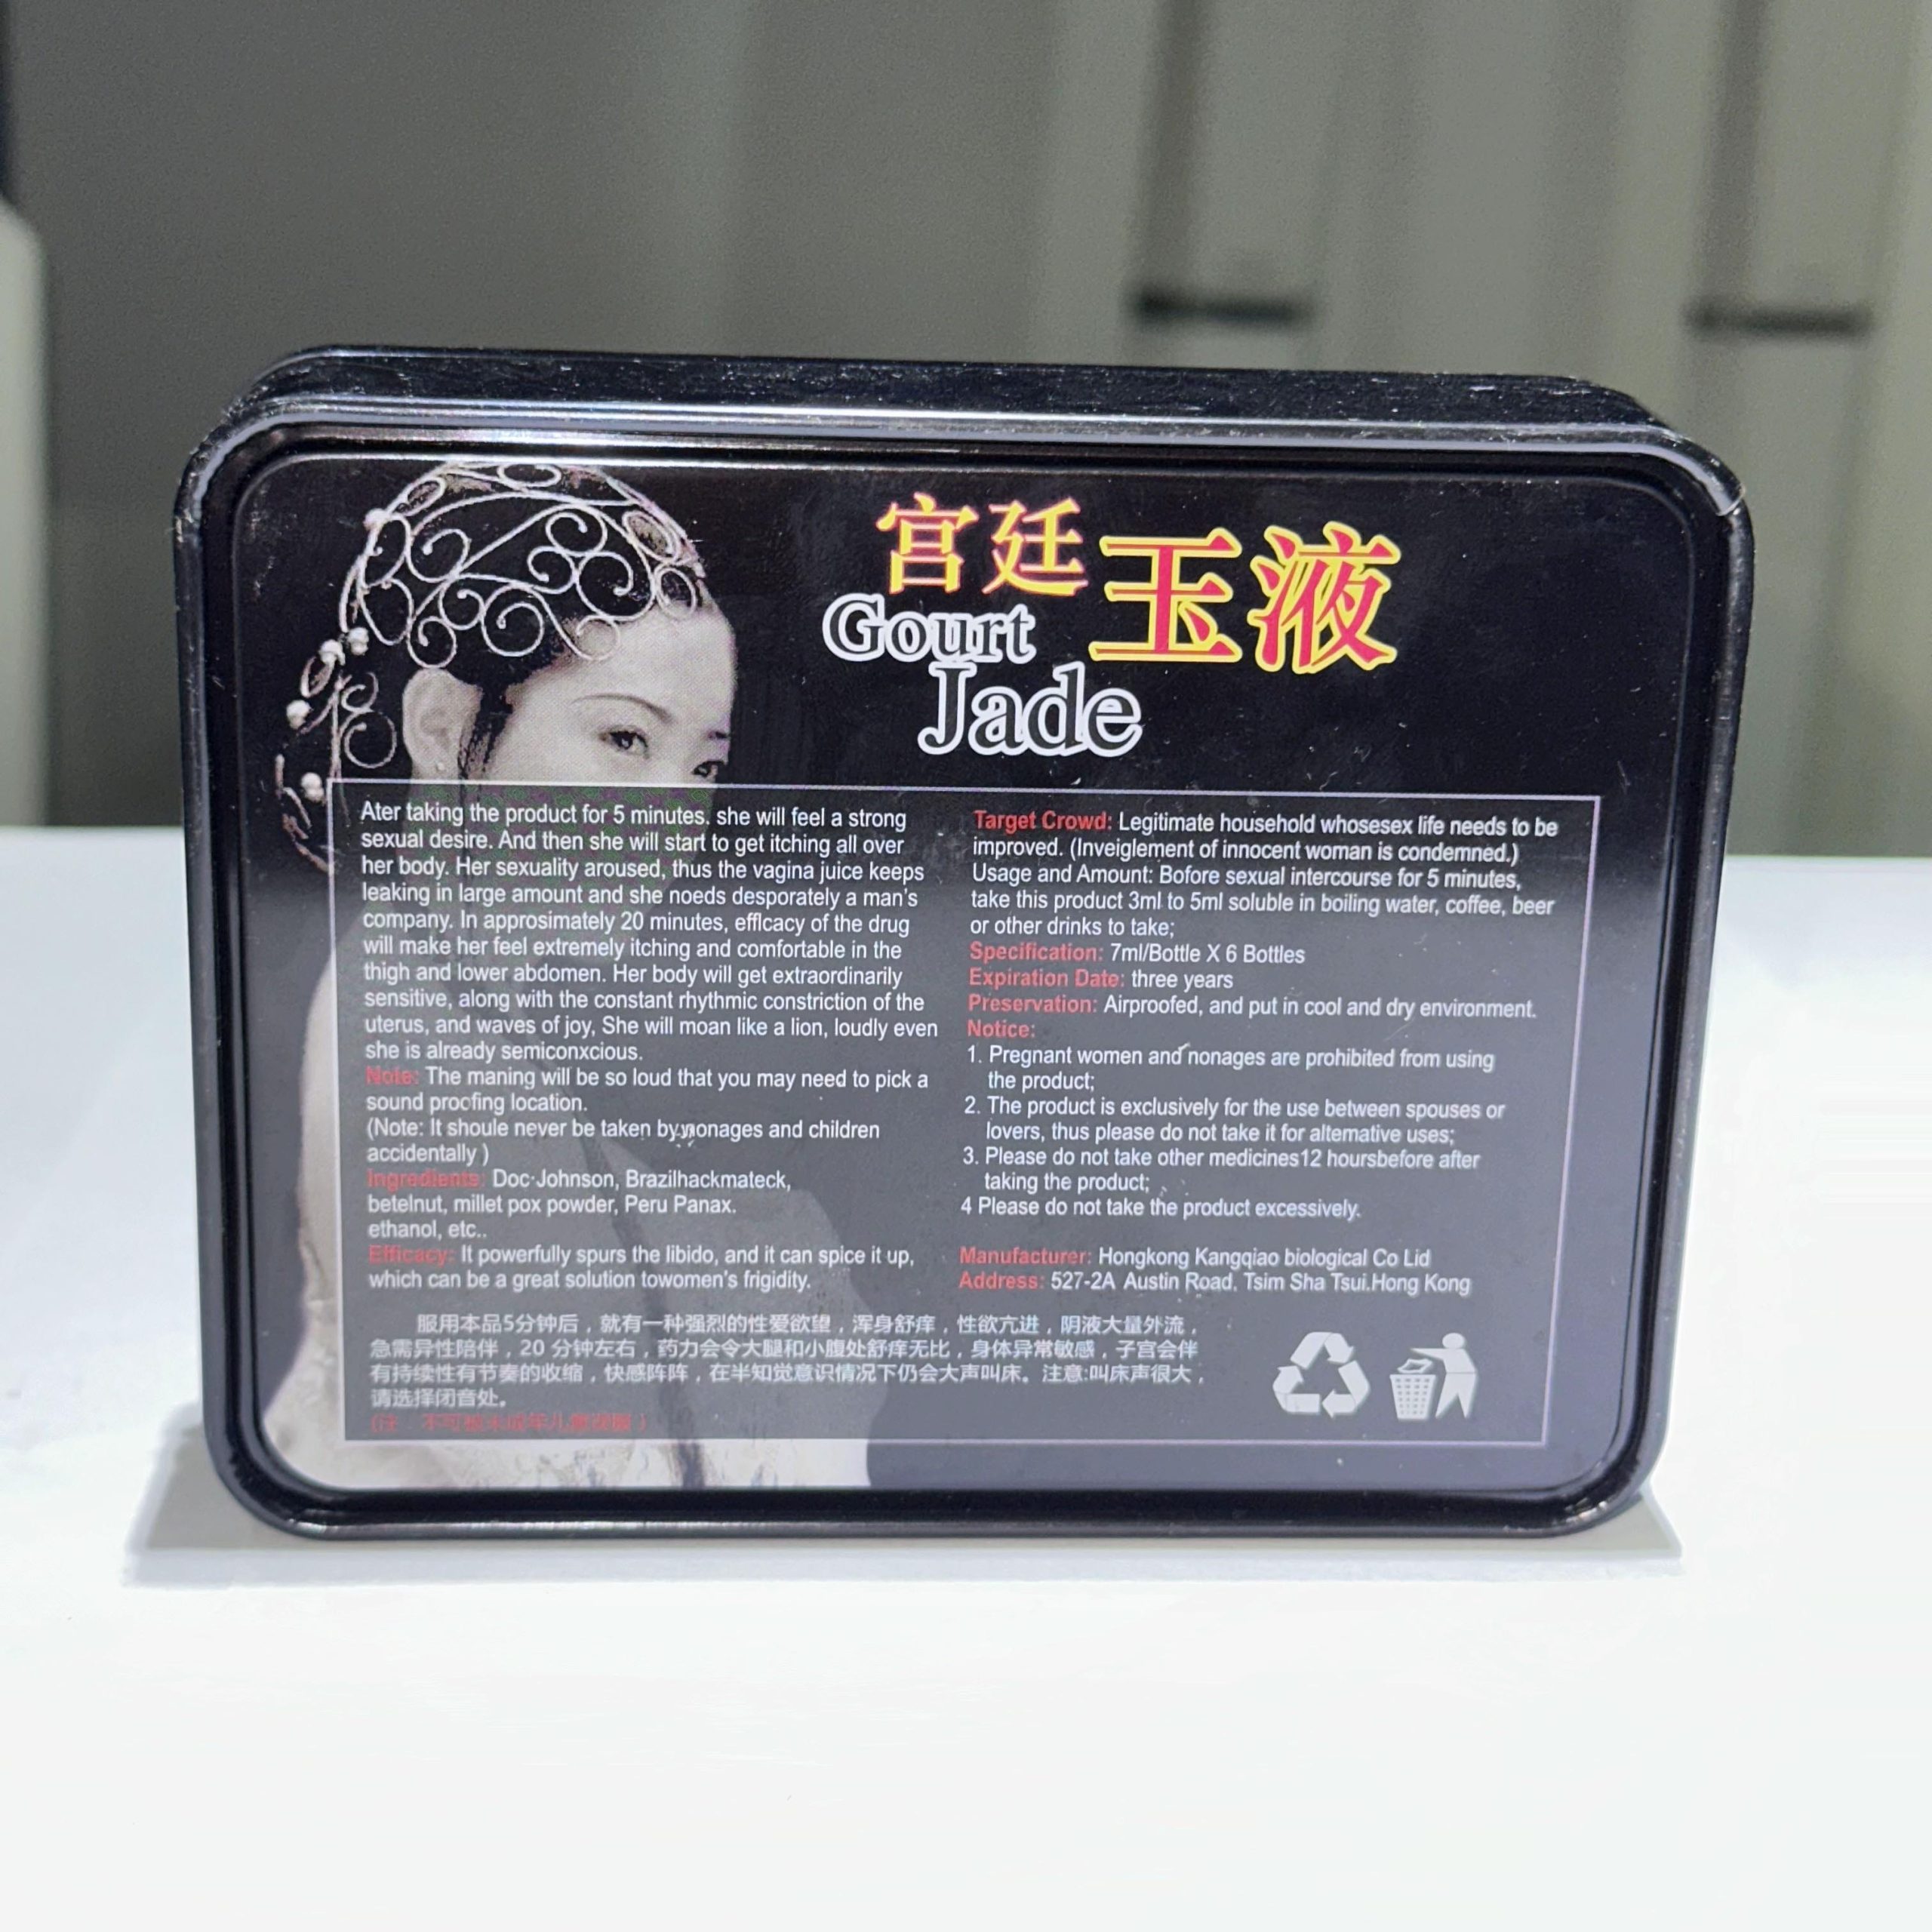 宫廷玉液
Gourt
Jade
Ater taking the product for 5 minutes. she will feel a strong
sexual desire. And then she will start to get itching all over
her body. Her sexuality aroused, thus the vagina juice keeps
leaking in large amount and she noeds desporately a man's
company. In approsimately 20 minutes, efflcacy of the drug
will make her feel extremely itching and comfortable in the
thigh and lower abdomen. Her body will get extraordinarily
sensitive, along with the constant rhythmic constriction of the
uterus, and waves of joy, She will moan like a lion, loudly even
she is already semiconxcious.
Note: The maning will be so loud that you may need to pick a
sound procfing location.
(Note: It shoule never be taken by nonages and children
accidentally )
Ingredients: Doc·Johnson, Brazilhackmateck,
betelnut, millet pox powder, Peru Panax.
ethanol, etc..
Efficacy: It powerfully spurs the libido, and it can spice it up,
which can be a great solution towomen's frigidity.
Target Crowd: Legitimate household whosesex life needs to be
improved. (Inveiglement of innocent woman is condemned.)
Usage and Amount: Bofore sexual intercourse for 5 minutes,
take this product 3ml to 5ml soluble in boiling water, coffee, beer
or other drinks to take;
Specification: 7ml/Bottle X 6 Bottles
Expiration Date: three years
Preservation: Airproofed, and put in cool and dry environment.
Notice:
1. Pregnant women and nonages are prohibited from using
the product;
2. The product is exclusively for the use between spouses or
lovers, thus please do not take it for altemative uses;
3. Please do not take other medicines12 hoursbefore after
taking the product;
4 Please do not take the product excessively.
Manufacturer: Hongkong Kangqiao biological Co Lid
Address: 527-2A Austin Road. Tsim Sha Tsui.Hong Kong
服用本品5分钟后，就有一种强烈的性爱欲望，浑身舒痒，性欲亢进，阴液大量外流，
急需异性陪伴，20 分钟左右，药力会令大腿和小腹处舒痒无比，身体异常敏感，子宫会伴
有持续性有节奏的收缩，快感阵阵，在半知觉意识情况下仍会大声叫床。注意:叫床声很大，
请选择闭音处。
(注：不可被未成年儿童误服)